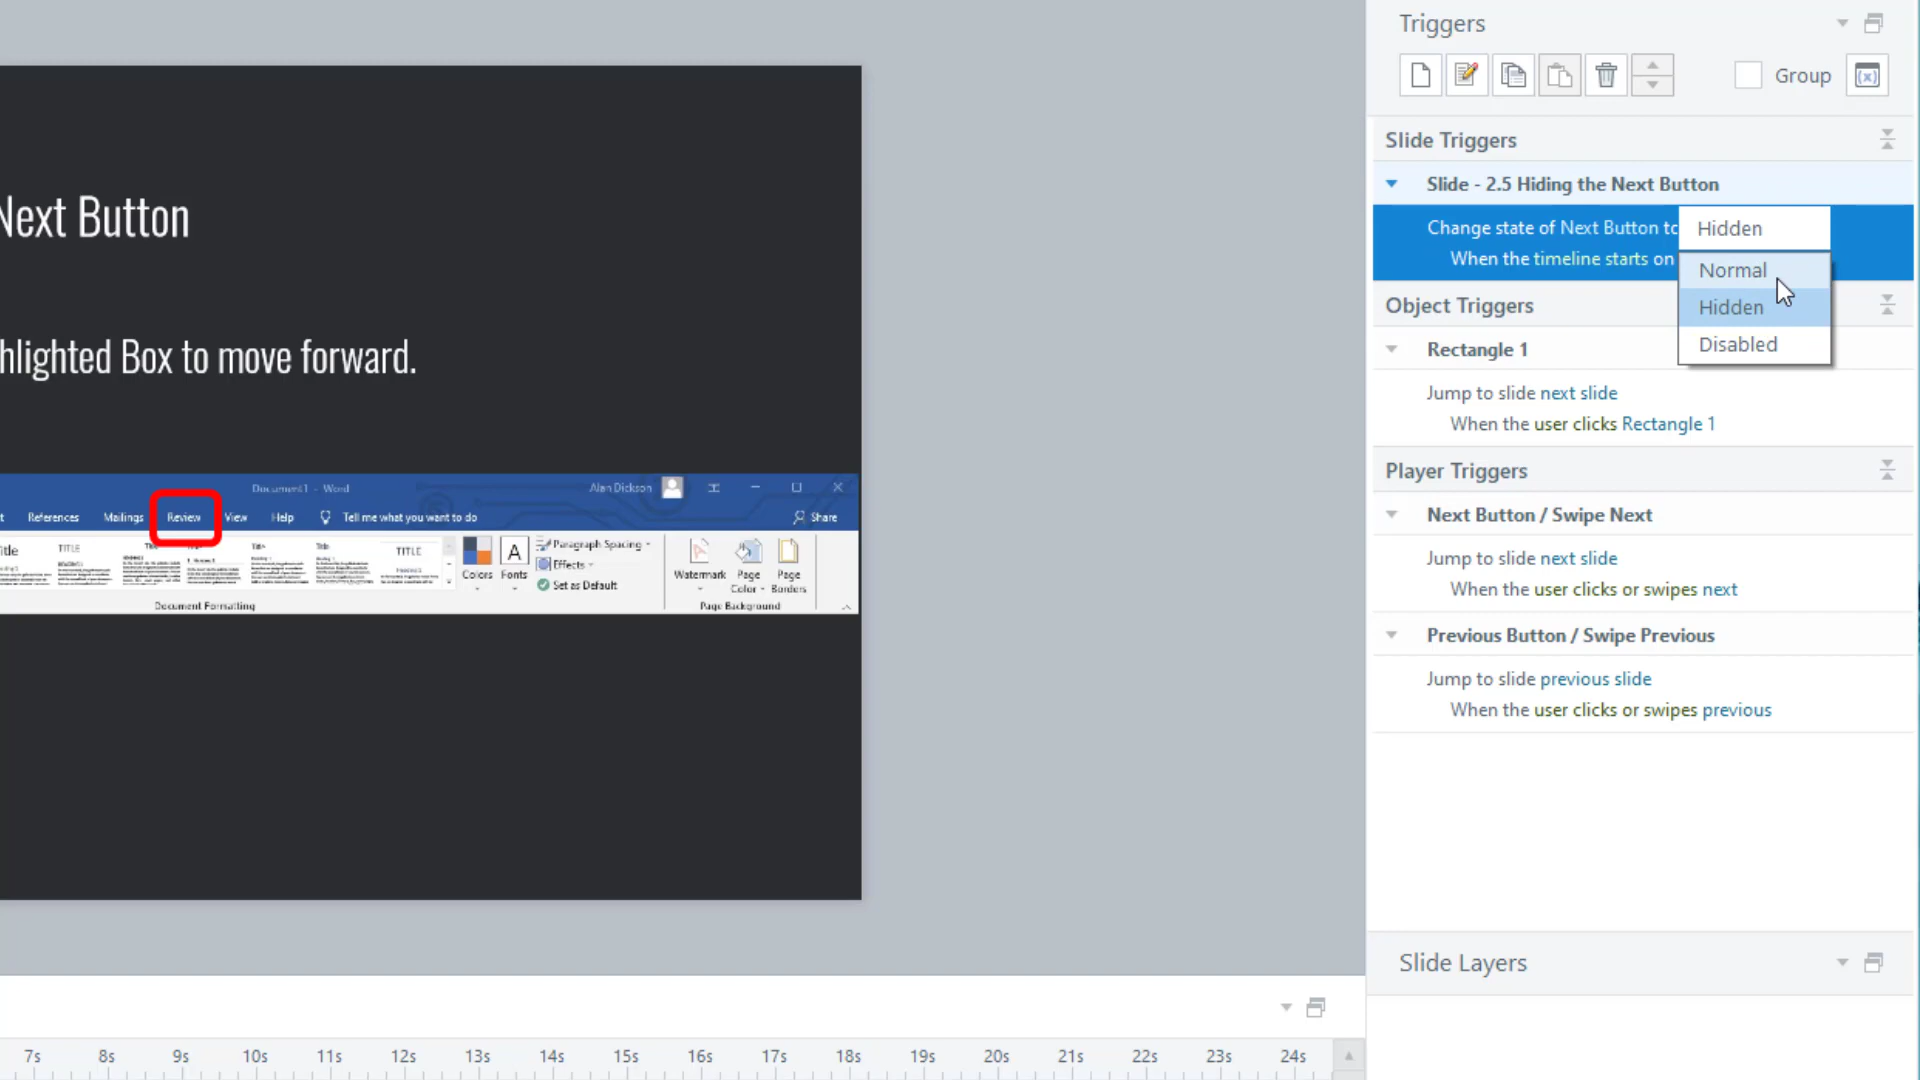 Triggers
Group
Slide Triggers
Slide - 2.5 Hiding the Next Button
Change state of Next Button to
Hidden
When the timeline starts on
Normal
Hidden
Disabled
Object Triggers
Rectangle 1
Jump to slide next slide
When the user clicks Rectangle 1
Player Triggers
Next Button / Swipe Next
Jump to slide next slide
When the user clicks or swipes next
Previous Button / Swipe Previous
Jump to slide previous slide
When the user clicks or swipes previous
Slide Layers
Next Button
hlighted Box to move forward.
Document1 - Word
Alan Dickson
t References Mailings Review View Help Tell me what you want to do
Share
itle TITLE Title Title Title TITLE
Colors
Fonts
Paragraph Spacing
Effects
Set as Default
Watermark
Page Color
Page Borders
Document Formatting
Page Background
7s 8s 9s 10s 11s 12s 13s 14s 15s 16s 17s 18s 19s 20s 21s 22s 23s 24s